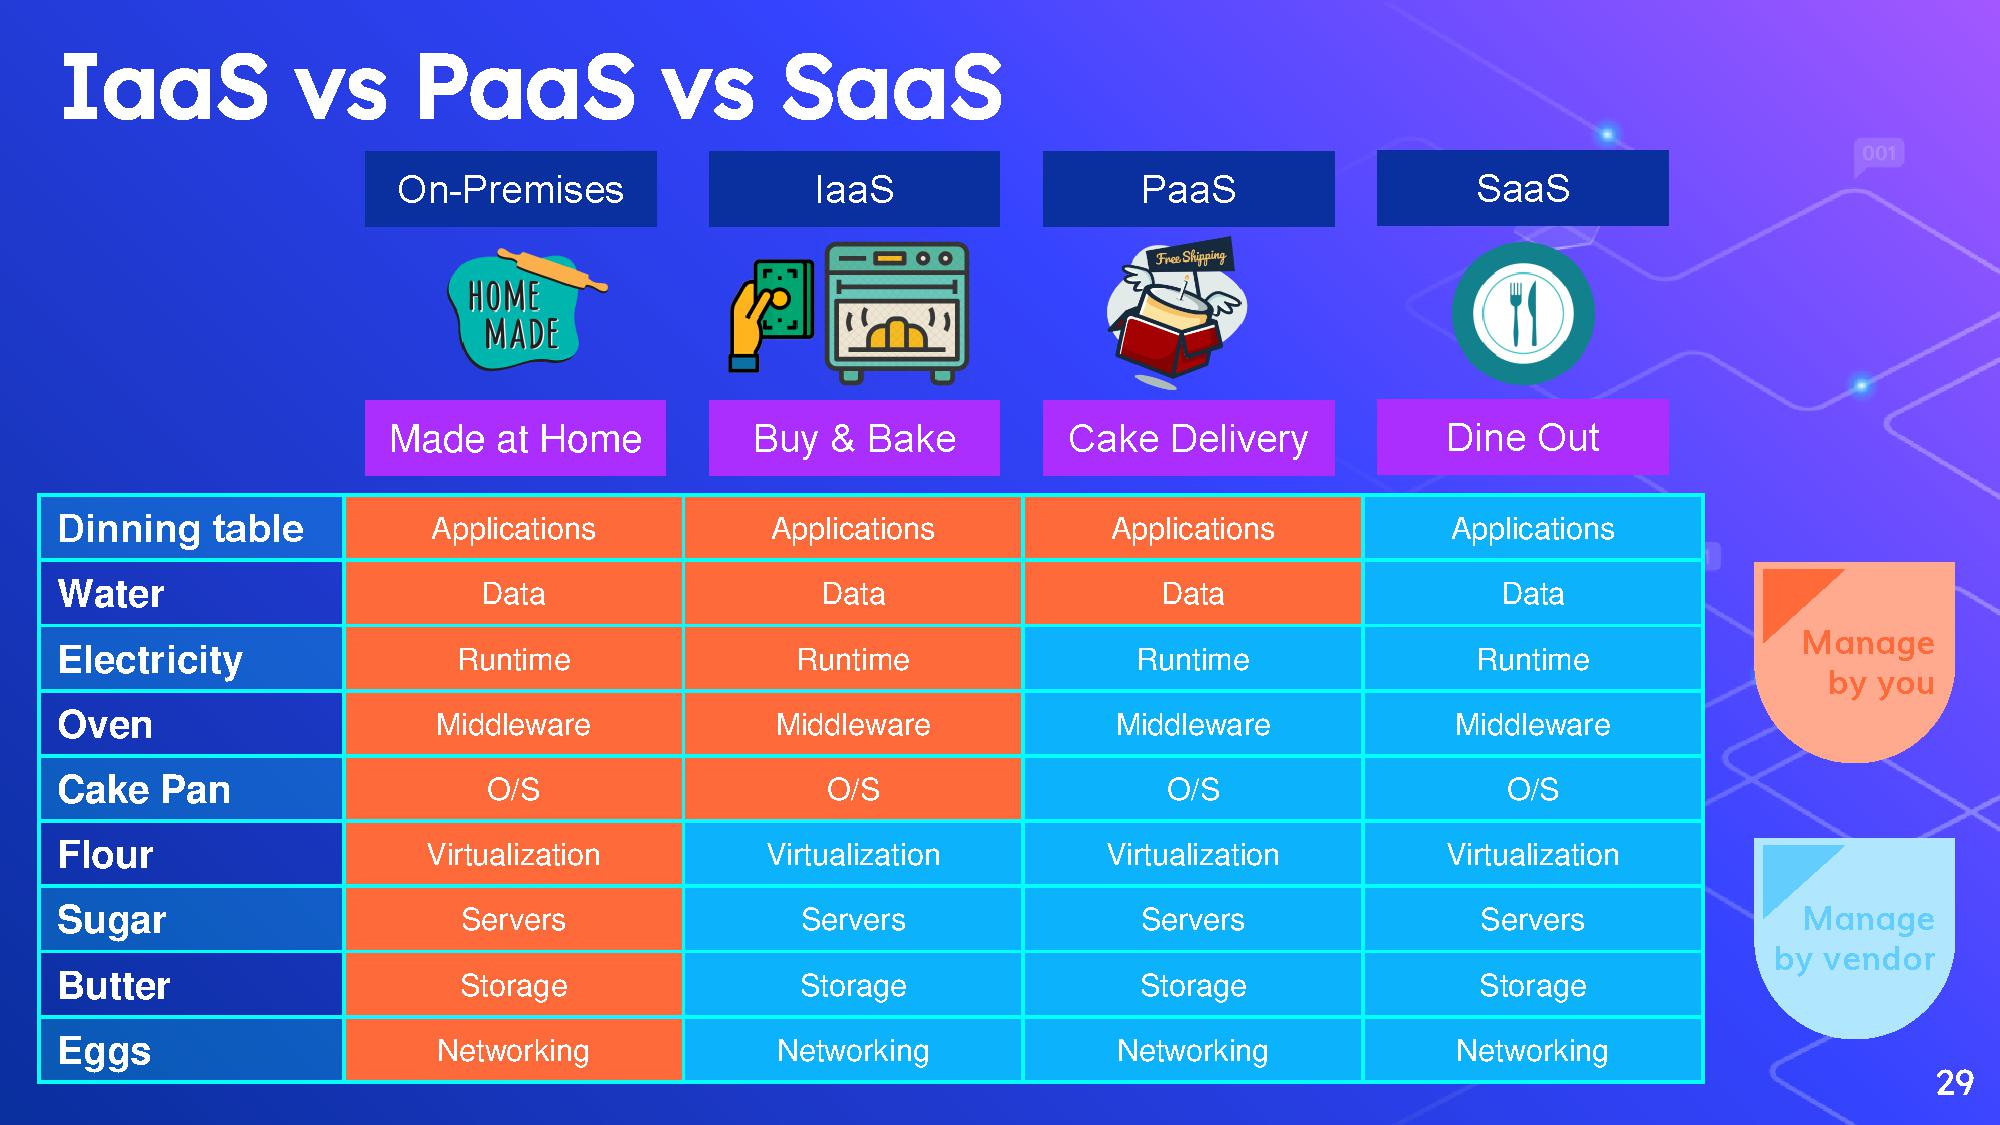 IaaS vs PaaS vs SaaS
001
On-Premises IaaS PaaS SaaS
Free Shipping
HOME
MADE
Made at Home Buy & Bake Cake Delivery Dine Out
Dinning table Applications Applications Applications Applications
Water Data Data Data Data
Electricity Runtime Runtime Runtime Runtime
Oven Middleware Middleware Middleware Middleware
Cake Pan O/S O/S O/S O/S
Flour Virtualization Virtualization Virtualization Virtualization
Sugar Servers Servers Servers Servers
Butter Storage Storage Storage Storage
Eggs Networking Networking Networking Networking
Manage
by you
Manage
by vendor
29